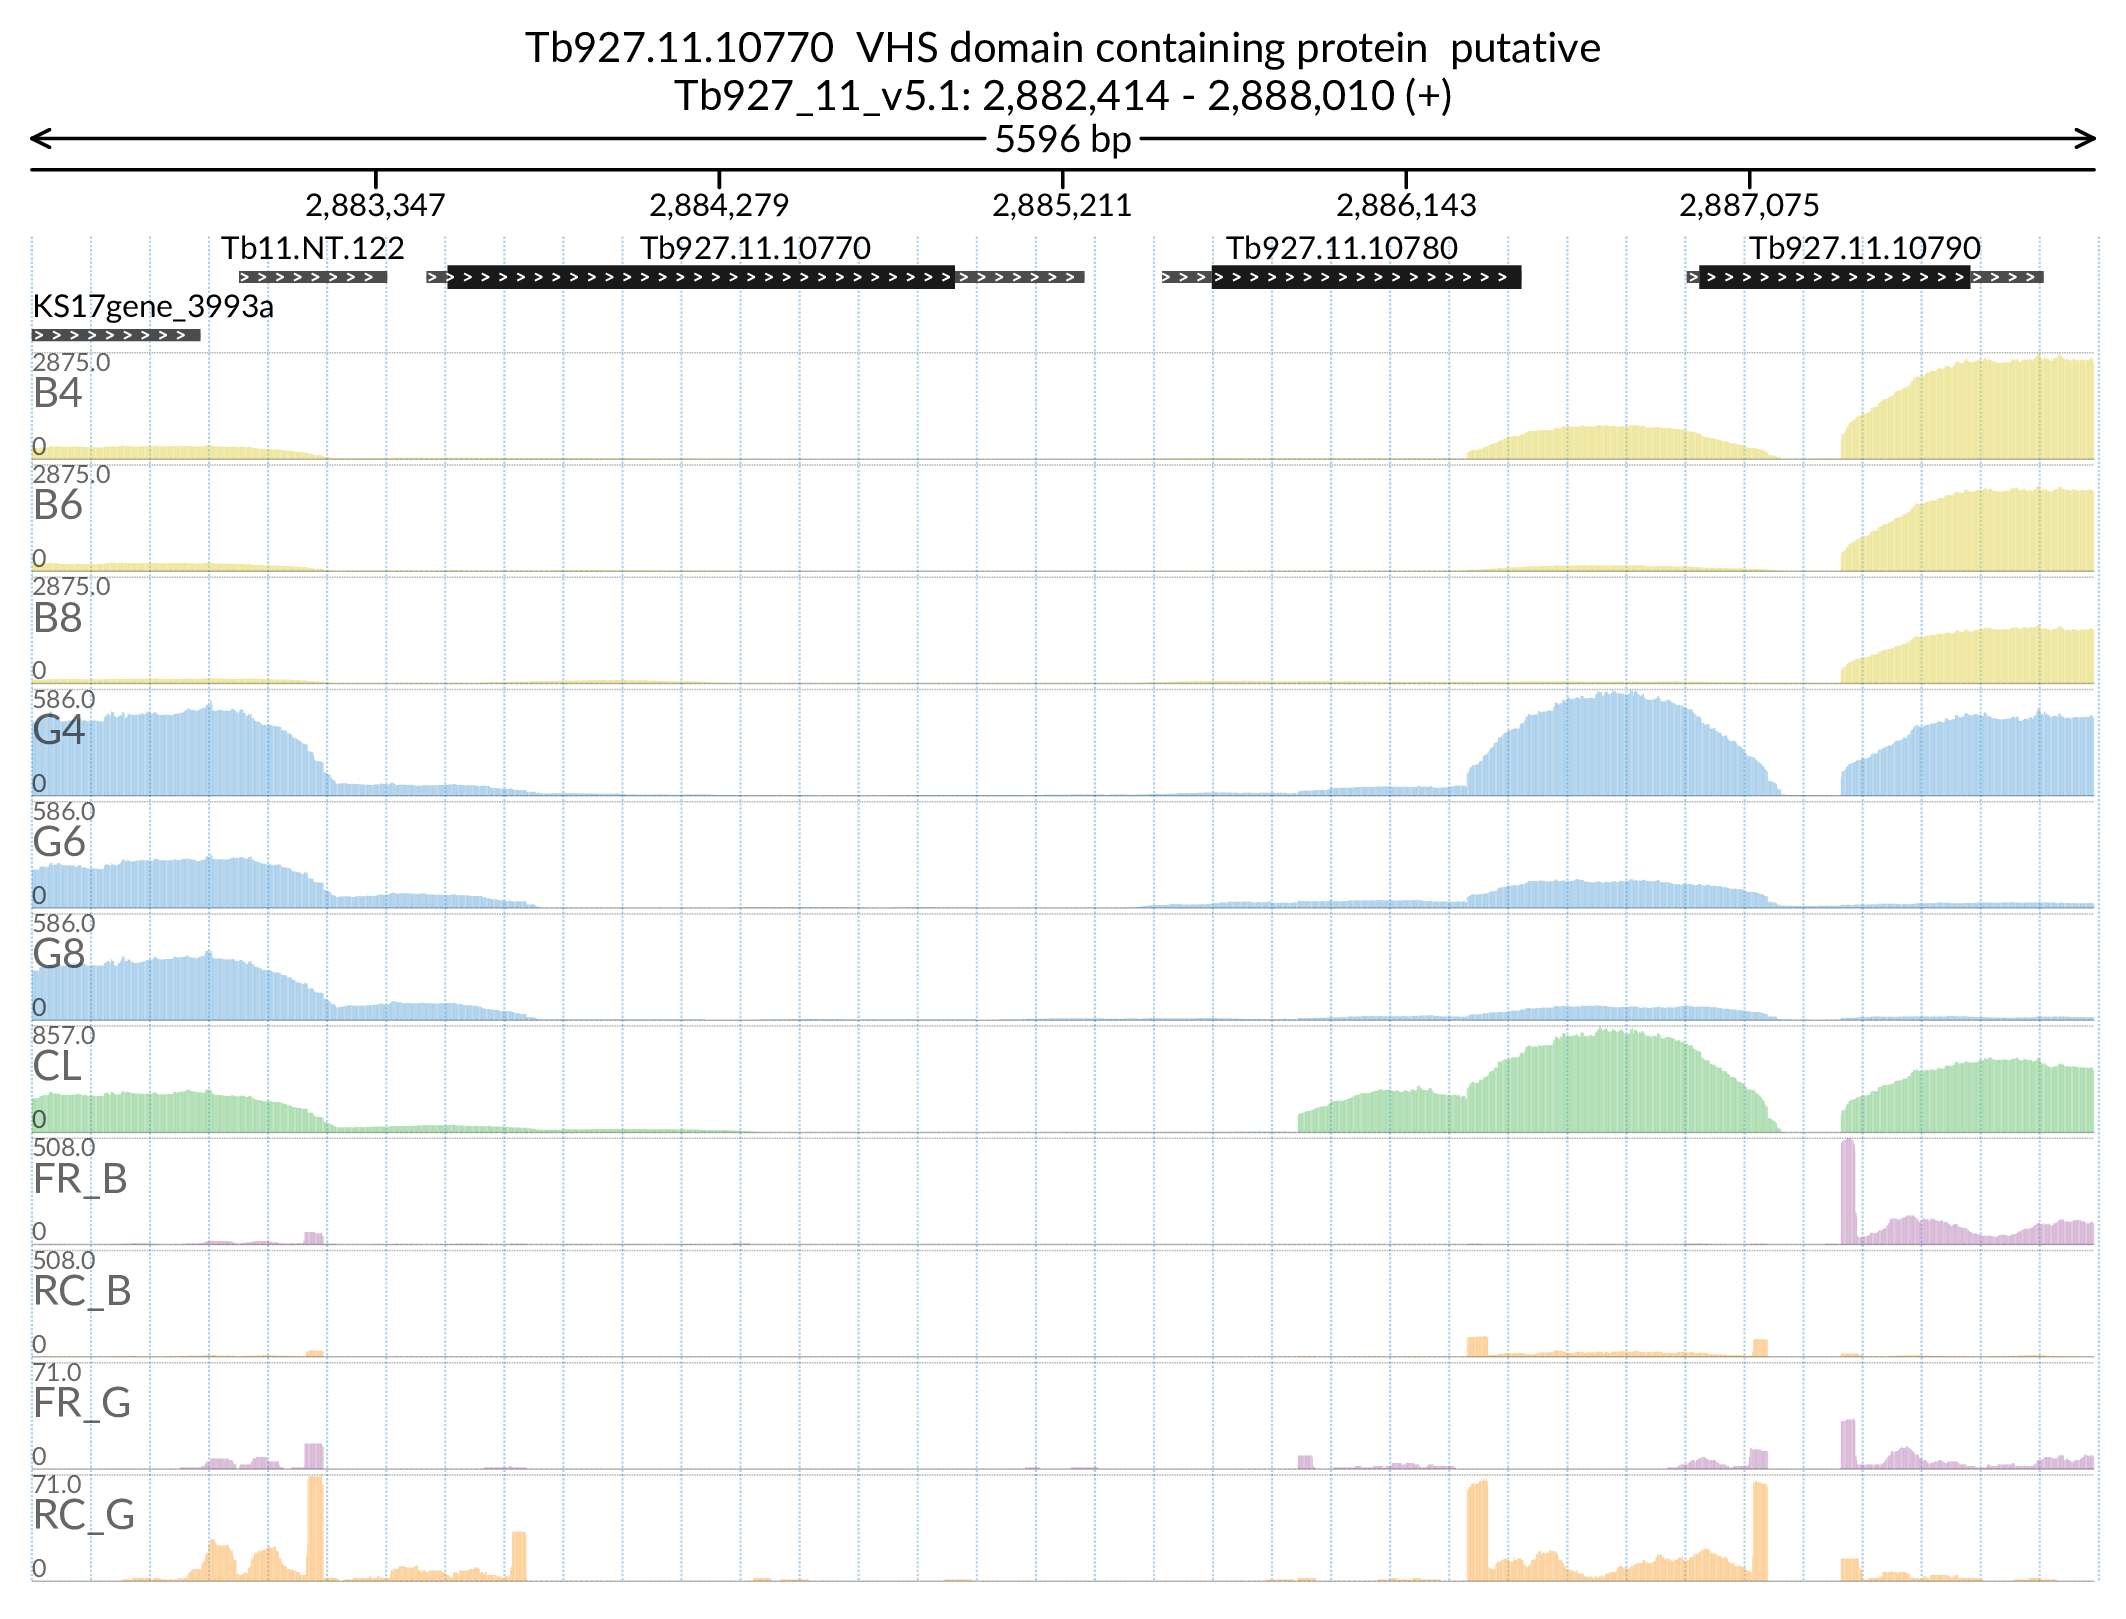 Tb927.11.10770  VHS domain containing protein  putative
Tb927_11_v5.1: 2,882,414 - 2,888,010 (+)
5596 bp
2,883,347 2,884,279 2,885,211 2,886,143 2,887,075
Tb11.NT.122 Tb927.11.10770 Tb927.11.10780 Tb927.11.10790
KS17gene_3993a
2875.0
B4
0
2875.0
B6
0
2875.0
B8
0
586.0
G4
0
586.0
G6
0
586.0
G8
0
857.0
CL
0
508.0
FR_B
0
508.0
RC_B
0
71.0
FR_G
0
71.0
RC_G
0